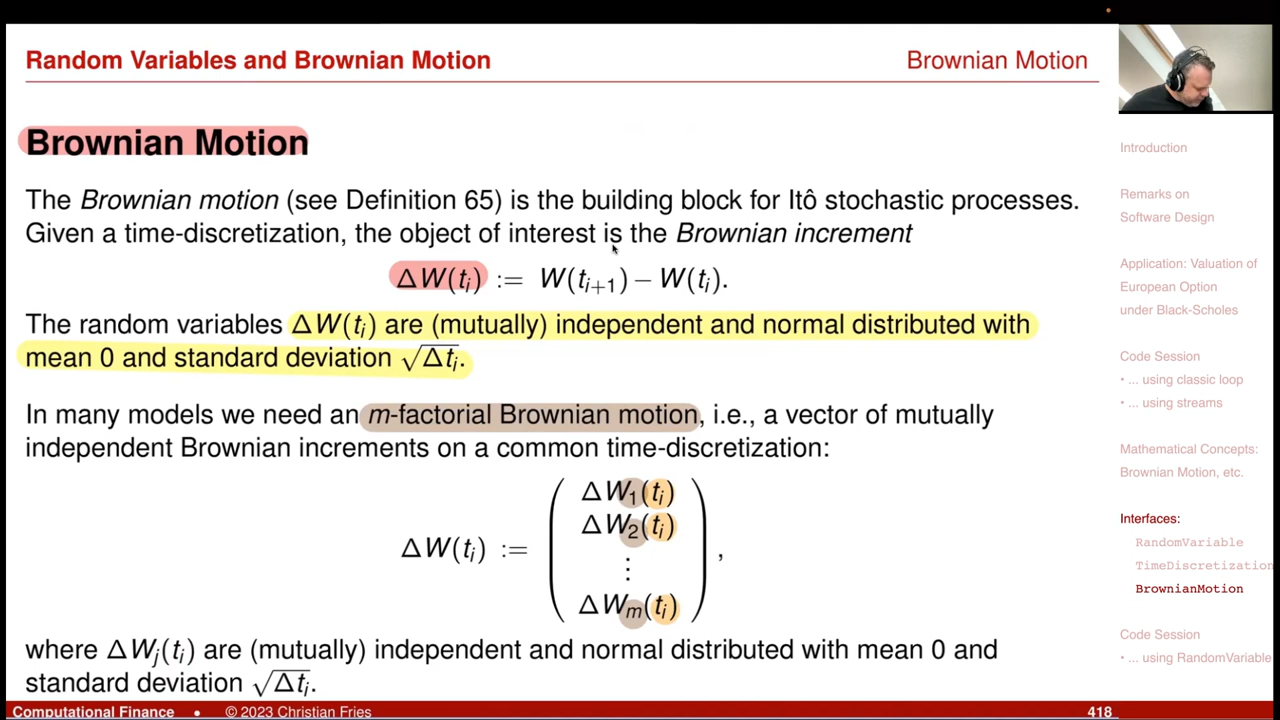 Random Variables and Brownian Motion
Brownian Motion
Brownian Motion
The Brownian motion (see Definition 65) is the building block for Itô stochastic processes.
Given a time-discretization, the object of interest is the Brownian increment
ΔW(tᵢ) := W(tᵢ₊₁) − W(tᵢ).
The random variables ΔW(tᵢ) are (mutually) independent and normal distributed with
mean 0 and standard deviation √Δtᵢ.
In many models we need an m-factorial Brownian motion, i.e., a vector of mutually
independent Brownian increments on a common time-discretization:
ΔW₁(tᵢ)
ΔW₂(tᵢ)
⋮
ΔW(tᵢ) :=
,
ΔWₘ(tᵢ)
where ΔWⱼ(tᵢ) are (mutually) independent and normal distributed with mean 0 and
standard deviation √Δtᵢ.
Computational Finance • © 2023 Christian Fries
418
Introduction
Remarks on
Software Design
Application: Valuation of
European Option
under Black-Scholes
Code Session
• ... using classic loop
• ... using streams
Mathematical Concepts:
Brownian Motion, etc.
Interfaces:
RandomVariable
TimeDiscretization
BrownianMotion
Code Session
• ... using RandomVariable